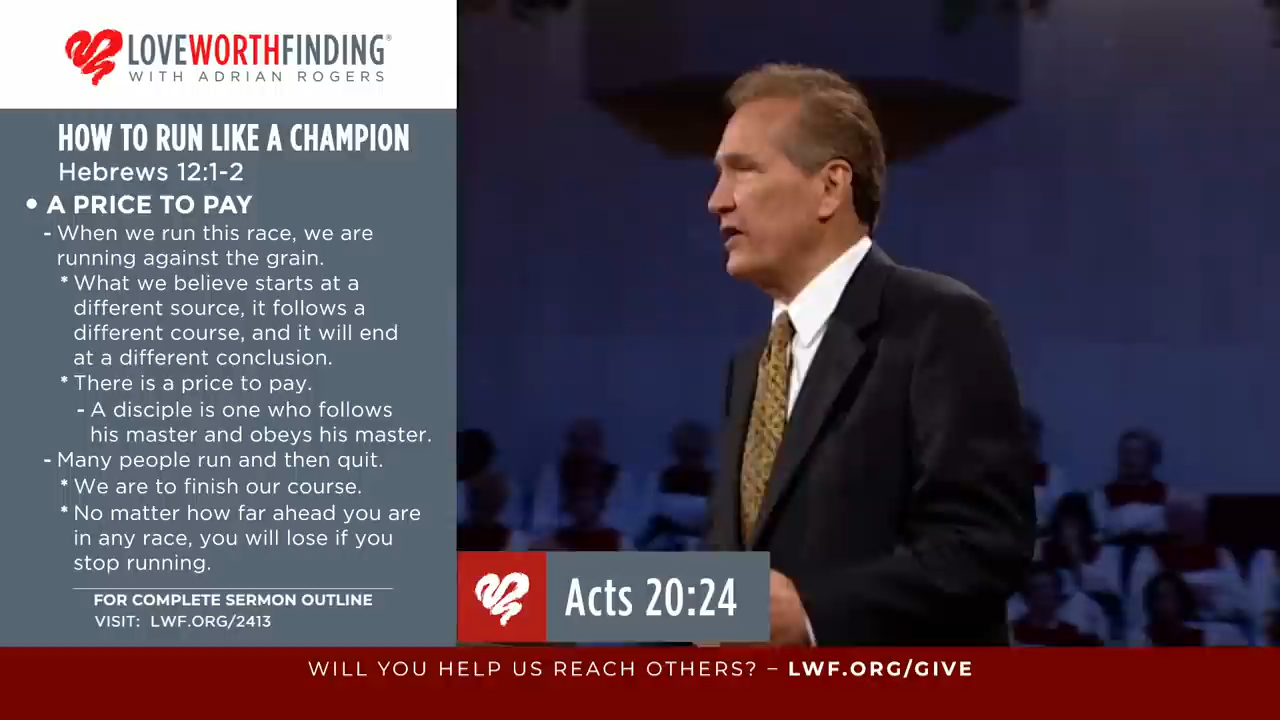 LOVEWORTHFINDING®
WITH ADRIAN ROGERS
HOW TO RUN LIKE A CHAMPION
Hebrews 12:1-2
• A PRICE TO PAY
- When we run this race, we are
running against the grain.
* What we believe starts at a
different source, it follows a
different course, and it will end
at a different conclusion.
* There is a price to pay.
- A disciple is one who follows
his master and obeys his master.
- Many people run and then quit.
* We are to finish our course.
* No matter how far ahead you are
in any race, you will lose if you
stop running.
FOR COMPLETE SERMON OUTLINE
VISIT: LWF.ORG/2413
Acts 20:24
WILL YOU HELP US REACH OTHERS? – LWF.ORG/GIVE